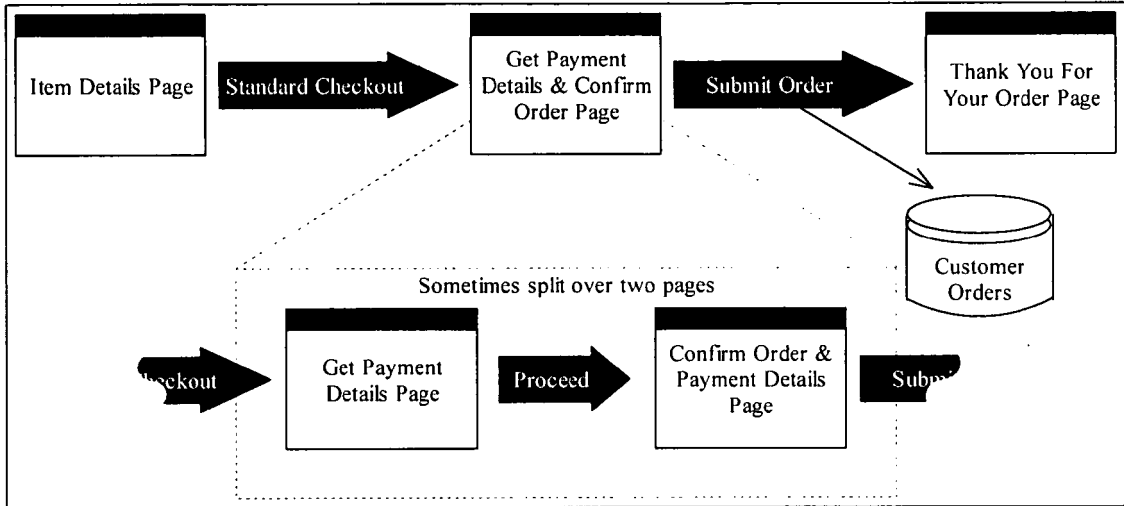 Item Details Page
Standard Checkout
Get Payment
Details & Confirm
Order Page
Submit Order
Thank You For
Your Order Page
Customer
Orders
Sometimes split over two pages
Get Payment
Details Page
Proceed
Confirm Order &
Payment Details
Page